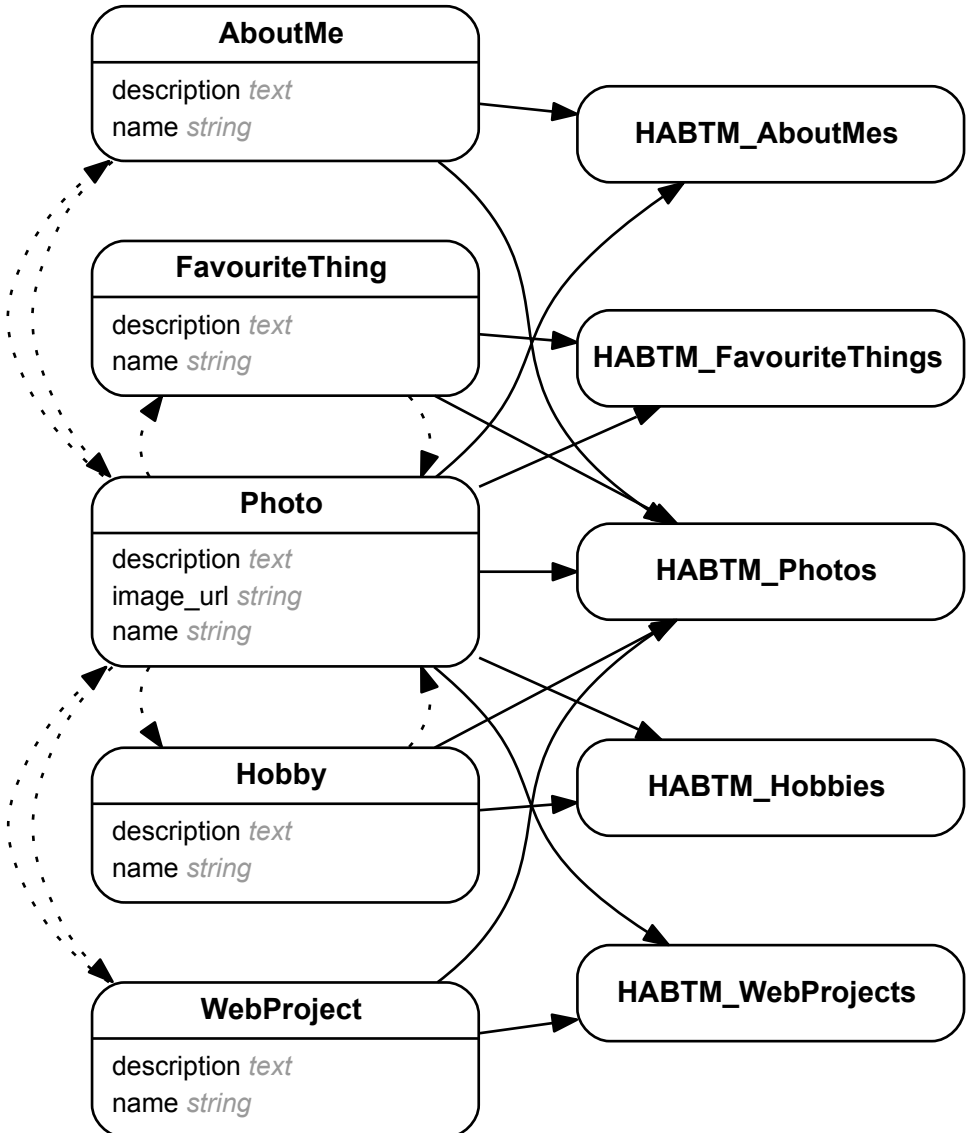 AboutMe
description text
name string
HABTM_AboutMes
FavouriteThing
description text
name string
HABTM_FavouriteThings
Photo
description text
image_url string
name string
HABTM_Photos
Hobby
description text
name string
HABTM_Hobbies
WebProject
description text
name string
HABTM_WebProjects